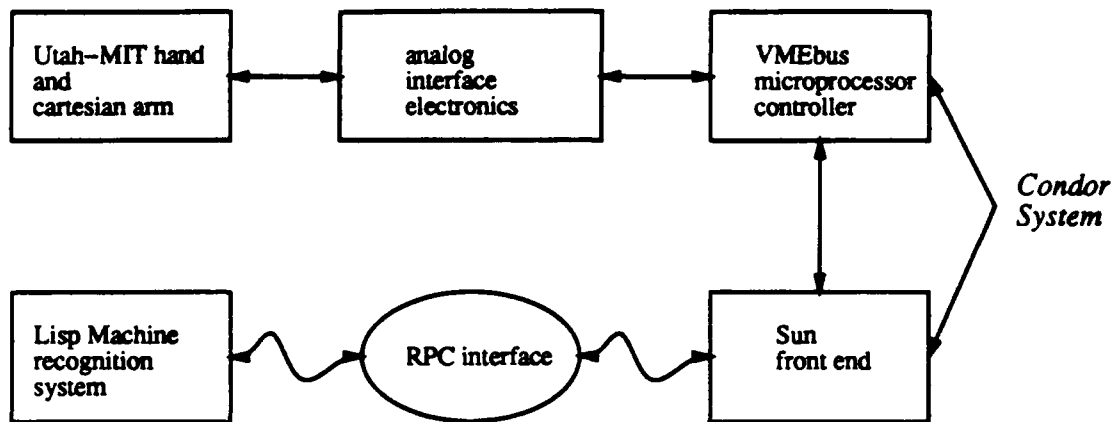 Utah-MIT hand
and
cartesian arm
analog
interface
electronics
VMEbus
microprocessor
controller
Condor
System
Lisp Machine
recognition
system
RPC interface
Sun
front end